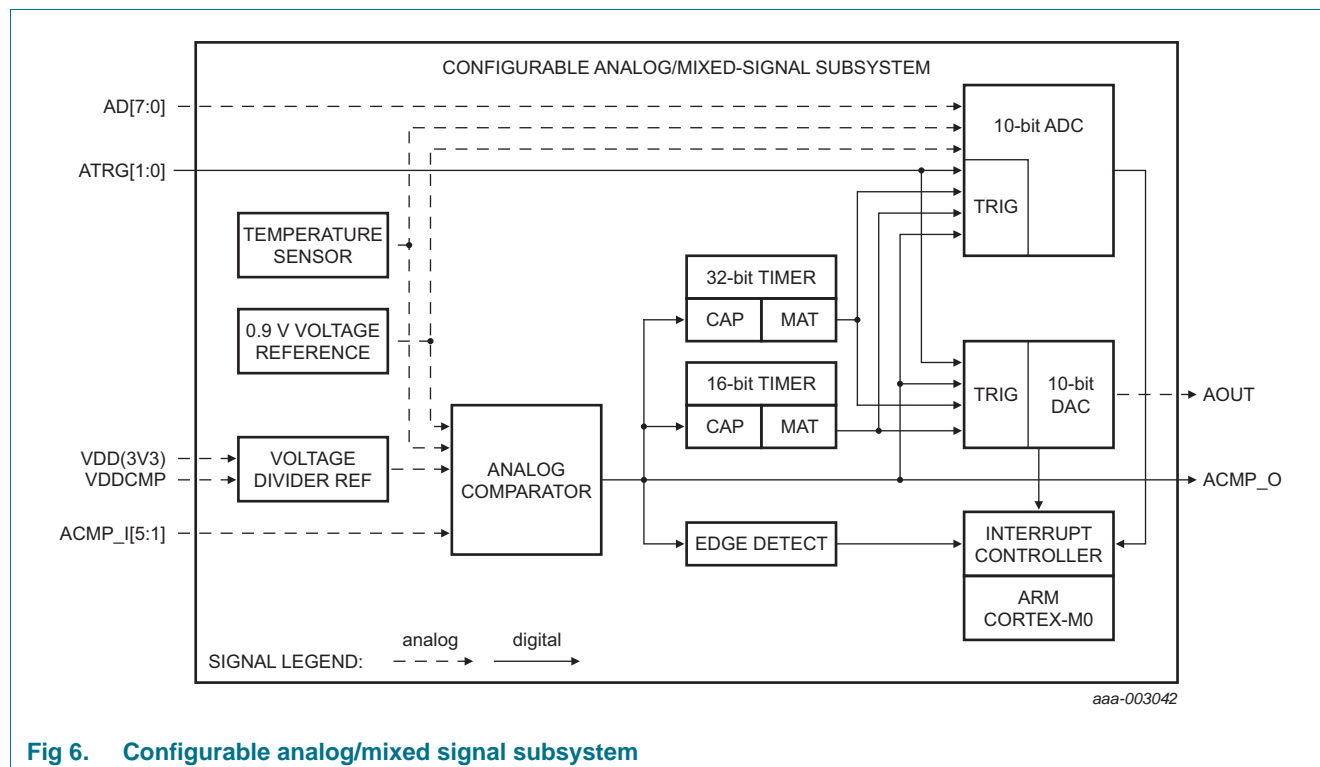 CONFIGURABLE ANALOG/MIXED-SIGNAL SUBSYSTEM
AD[7:0]
ATRG[1:0]
10-bit ADC
TRIG
TEMPERATURE
SENSOR
32-bit TIMER
CAP
MAT
0.9 V VOLTAGE
REFERENCE
16-bit TIMER
CAP
MAT
TRIG
10-bit
DAC
AOUT
VDD(3V3)
VDDCMP
VOLTAGE
DIVIDER REF
ANALOG
COMPARATOR
ACMP_O
ACMP_I[5:1]
EDGE DETECT
INTERRUPT
CONTROLLER
ARM
CORTEX-M0
analog
digital
SIGNAL LEGEND:
aaa-003042
Fig 6. Configurable analog/mixed signal subsystem